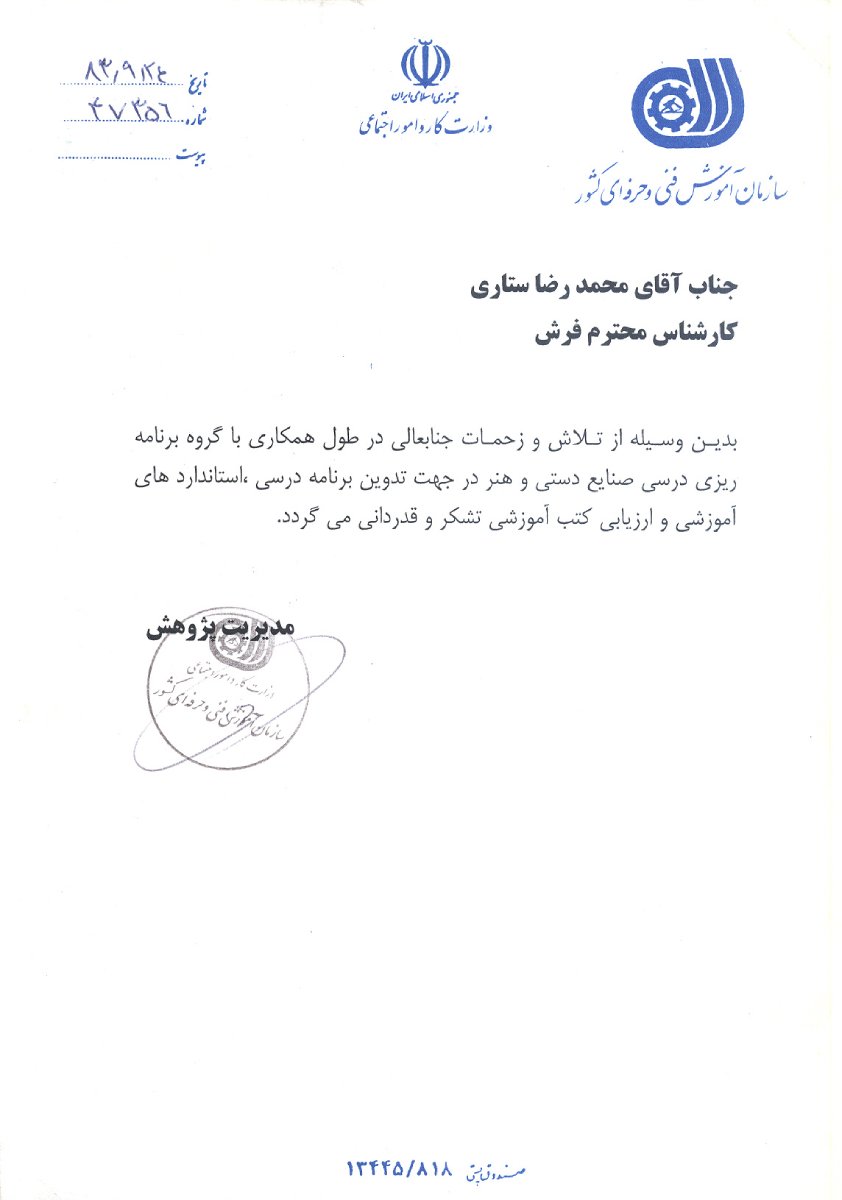 جمهوری اسلامی ایران
وزارت کار و امور اجتماعی
سازمان آموزش فنی و حرفه‌ای کشور
تاریخ ۸۳٫۹٫۲۴
شماره ۴۷۳۵۶
پیوست
جناب آقای محمد رضا ستاری
کارشناس محترم فرش
بدین وسیله از تلاش و زحمات جنابعالی در طول همکاری با گروه برنامه
ریزی درسی صنایع دستی و هنر در جهت تدوین برنامه درسی ،استاندارد های
آموزشی و ارزیابی کتب آموزشی تشکر و قدردانی می گردد.
مدیریت پژوهش
وزارت کار و امور اجتماعی
سازمان آموزش فنی و حرفه‌ای کشور
صندوق پستی ۱۳۴۴۵/۸۱۸